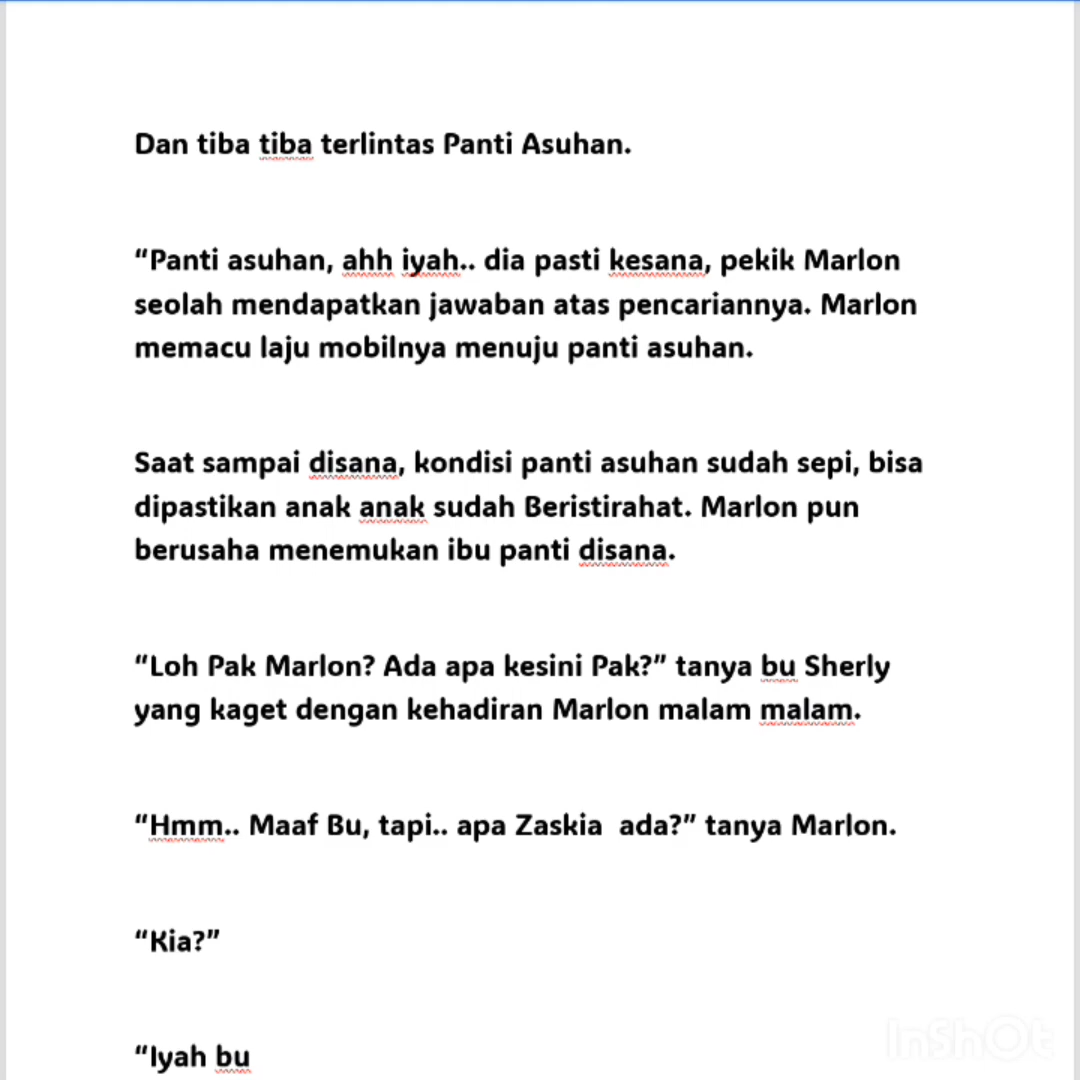 Dan tiba tiba terlintas Panti Asuhan.
“Panti asuhan, ahh iyah.. dia pasti kesana, pekik Marlon
seolah mendapatkan jawaban atas pencariannya. Marlon
memacu laju mobilnya menuju panti asuhan.
Saat sampai disana, kondisi panti asuhan sudah sepi, bisa
dipastikan anak anak sudah Beristirahat. Marlon pun
berusaha menemukan ibu panti disana.
“Loh Pak Marlon? Ada apa kesini Pak?” tanya bu Sherly
yang kaget dengan kehadiran Marlon malam malam.
“Hmm.. Maaf Bu, tapi.. apa Zaskia  ada?” tanya Marlon.
“Kia?”
“Iyah bu
InShOt